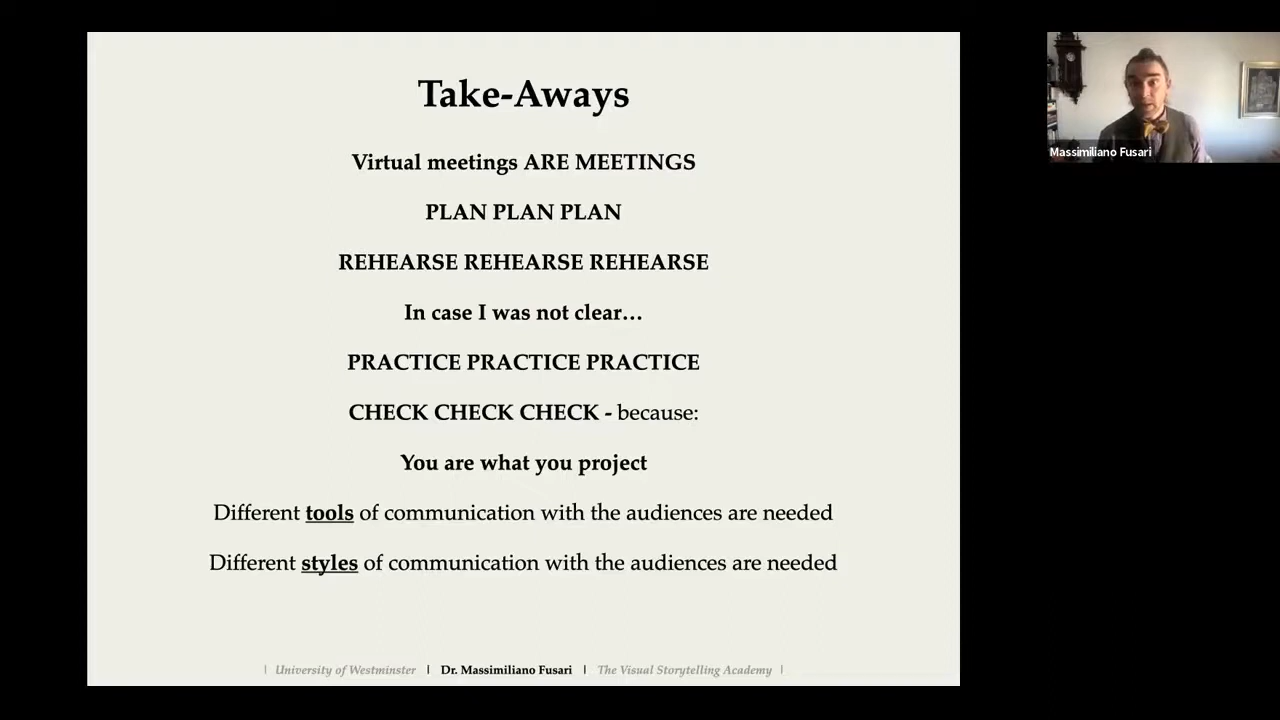 Take-Aways
Virtual meetings ARE MEETINGS
PLAN PLAN PLAN
REHEARSE REHEARSE REHEARSE
In case I was not clear…
PRACTICE PRACTICE PRACTICE
CHECK CHECK CHECK - because:
You are what you project
Different tools of communication with the audiences are needed
Different styles of communication with the audiences are needed
| University of Westminster | Dr. Massimiliano Fusari | The Visual Storytelling Academy |
Massimiliano Fusari